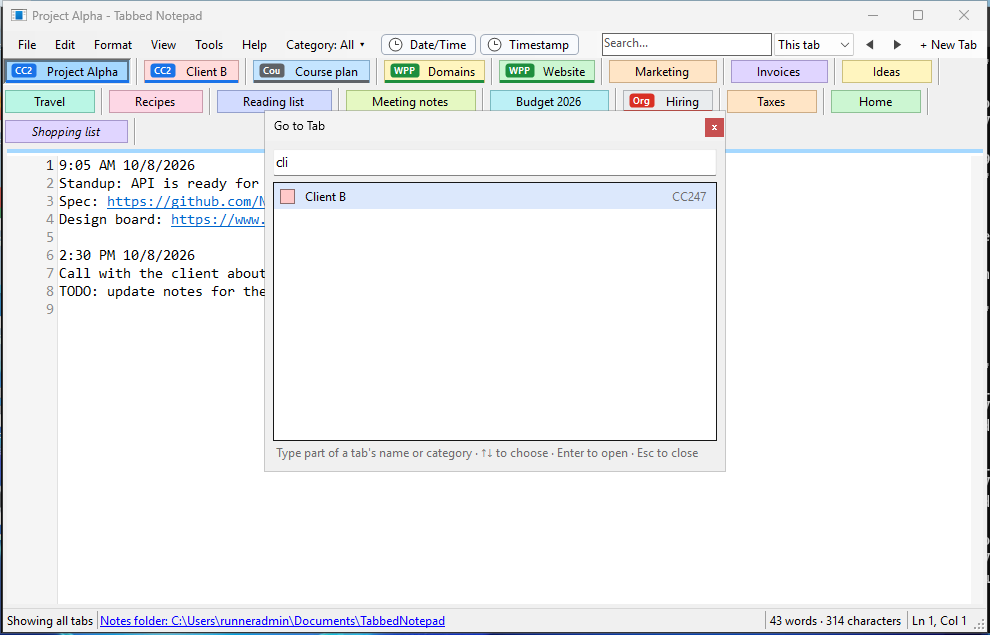 Project Alpha - Tabbed Notepad
File Edit Format View Tools Help Category: All ▾ Date/Time Timestamp Search... This tab ◀ ▶ + New Tab
CC2 Project Alpha CC2 Client B Cou Course plan WPP Domains WPP Website Marketing Invoices Ideas
Travel Recipes Reading list Meeting notes Budget 2026 Org Hiring Taxes Home
Shopping list
Go to Tab x
cli
Client B CC247
Type part of a tab's name or category · ↑↓ to choose · Enter to open · Esc to close
1 9:05 AM 10/8/2026
2 Standup: API is ready for
3 Spec: https://github.com/N
4 Design board: https://www.
5
6 2:30 PM 10/8/2026
7 Call with the client about
8 TODO: update notes for the
9
Showing all tabs Notes folder: C:\Users\runneradmin\Documents\TabbedNotepad 43 words · 314 characters Ln 1, Col 1